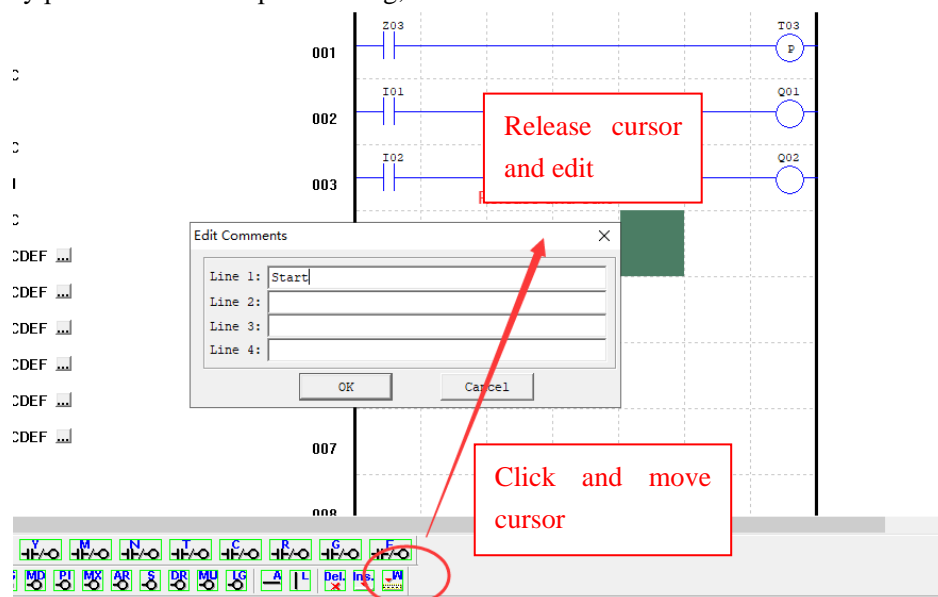 Z03 T03
001 P
C
I01 Q01
002
Release cursor
and edit
C
I02 Q02
003
C
Edit Comments
CDEF ...
Line 1: Start
CDEF ...
Line 2:
CDEF ...
Line 3:
Line 4:
CDEF ...
OK Cancel
CDEF ...
CDEF ...
007
Click and move
cursor
008
Y M N T C R G F
MD PI MX AR S DR MU LG A L Del. Ins. W